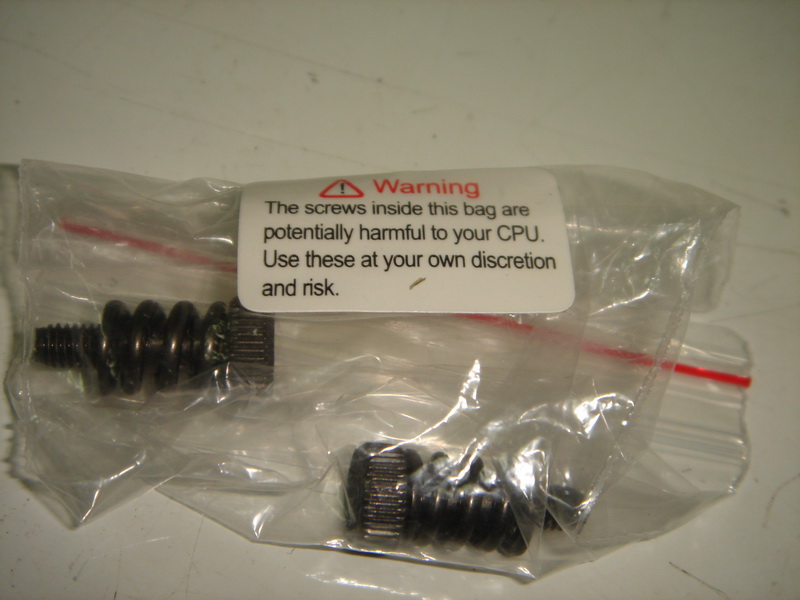 Warning
The screws inside this bag are
potentially harmful to your CPU.
Use these at your own discretion
and risk.